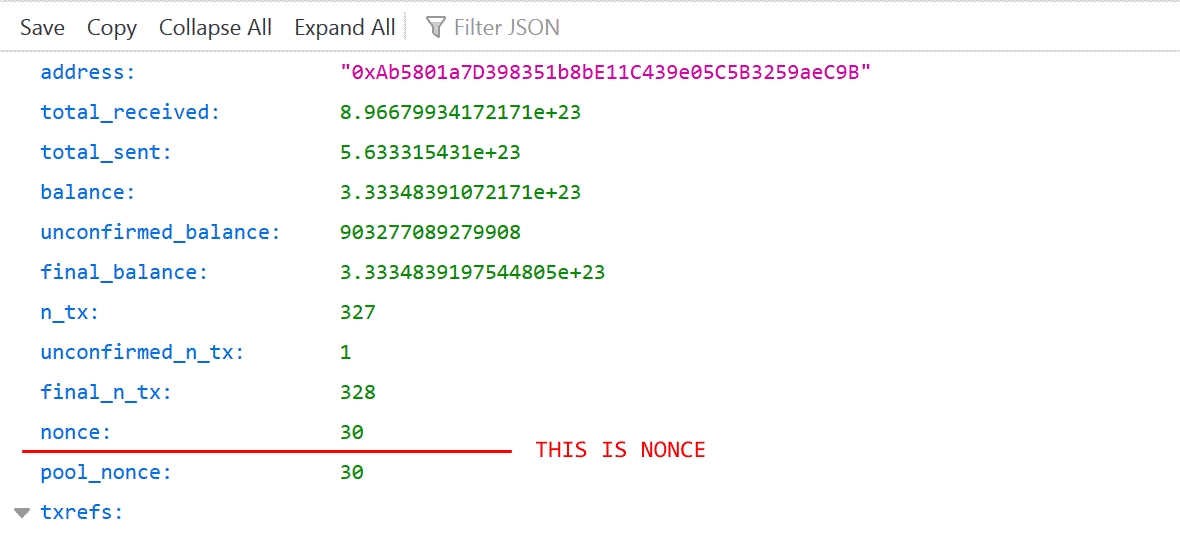 Save Copy Collapse All Expand All Filter JSON
address: "0xAb5801a7D398351b8bE11C439e05C5B3259aeC9B"
total_received: 8.96679934172171e+23
total_sent: 5.633315431e+23
balance: 3.33348391072171e+23
unconfirmed_balance: 903277089279908
final_balance: 3.3334839197544805e+23
n_tx: 327
unconfirmed_n_tx: 1
final_n_tx: 328
nonce: 30
THIS IS NONCE
pool_nonce: 30
txrefs: